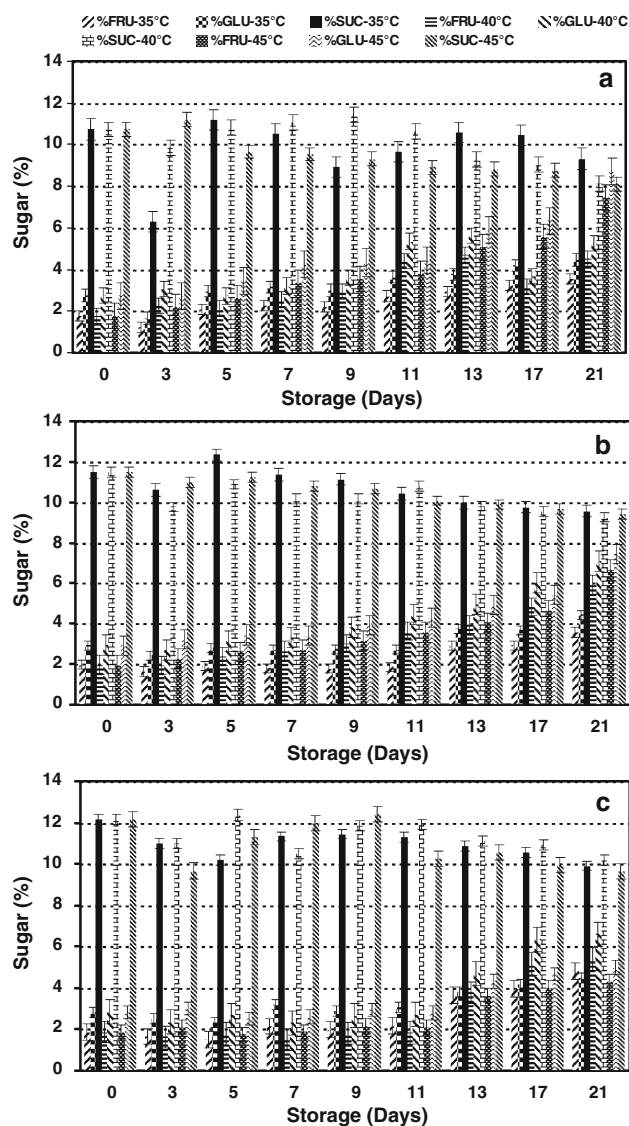 %FRU-35°C %GLU-35°C %SUC-35°C %FRU-40°C %GLU-40°C
%SUC-40°C %FRU-45°C %GLU-45°C %SUC-45°C
a
Sugar (%)
14
12
10
8
6
4
2
0
0 3 5 7 9 11 13 17 21
Storage (Days)
b
Sugar (%)
14
12
10
8
6
4
2
0
0 3 5 7 9 11 13 17 21
Storage (Days)
c
Sugar (%)
14
12
10
8
6
4
2
0
0 3 5 7 9 11 13 17 21
Storage (Days)